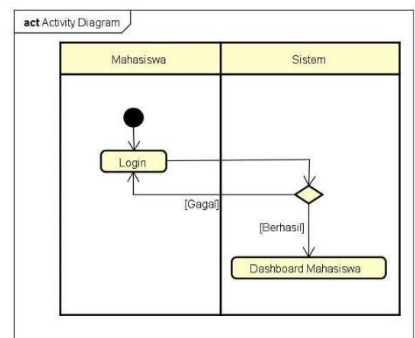 act Activity Diagram
Mahasiswa
Sistem
Login
[Gagal]
[Berhasil]
Dashboard Mahasiswa